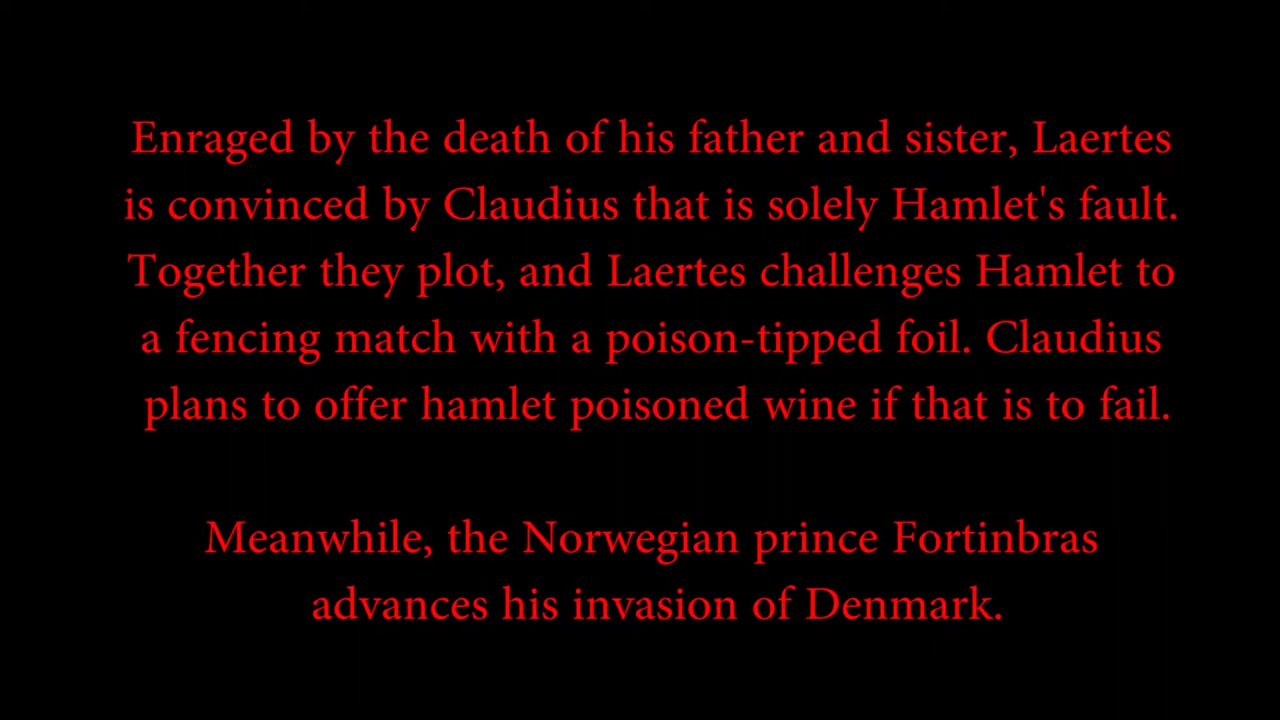 Enraged by the death of his father and sister, Laertes
is convinced by Claudius that is solely Hamlet's fault.
Together they plot, and Laertes challenges Hamlet to
a fencing match with a poison-tipped foil. Claudius
plans to offer hamlet poisoned wine if that is to fail.
Meanwhile, the Norwegian prince Fortinbras
advances his invasion of Denmark.